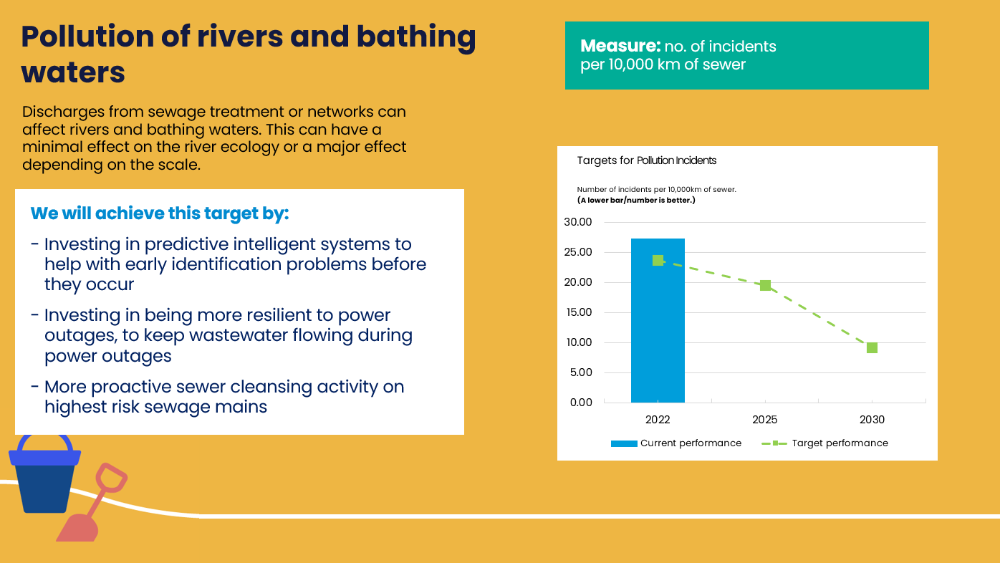 Pollution of rivers and bathing
waters
Discharges from sewage treatment or networks can
affect rivers and bathing waters. This can have a
minimal effect on the river ecology or a major effect
depending on the scale.
We will achieve this target by:
- Investing in predictive intelligent systems to
help with early identification problems before
they occur
- Investing in being more resilient to power
outages, to keep wastewater flowing during
power outages
- More proactive sewer cleansing activity on
highest risk sewage mains
Measure: no. of incidents
per 10,000 km of sewer
Targets for Pollution Incidents
Number of incidents per 10,000km of sewer.
(A lower bar/number is better.)
30.00
25.00
20.00
15.00
10.00
5.00
0.00
2022 2025 2030
Current performance Target performance